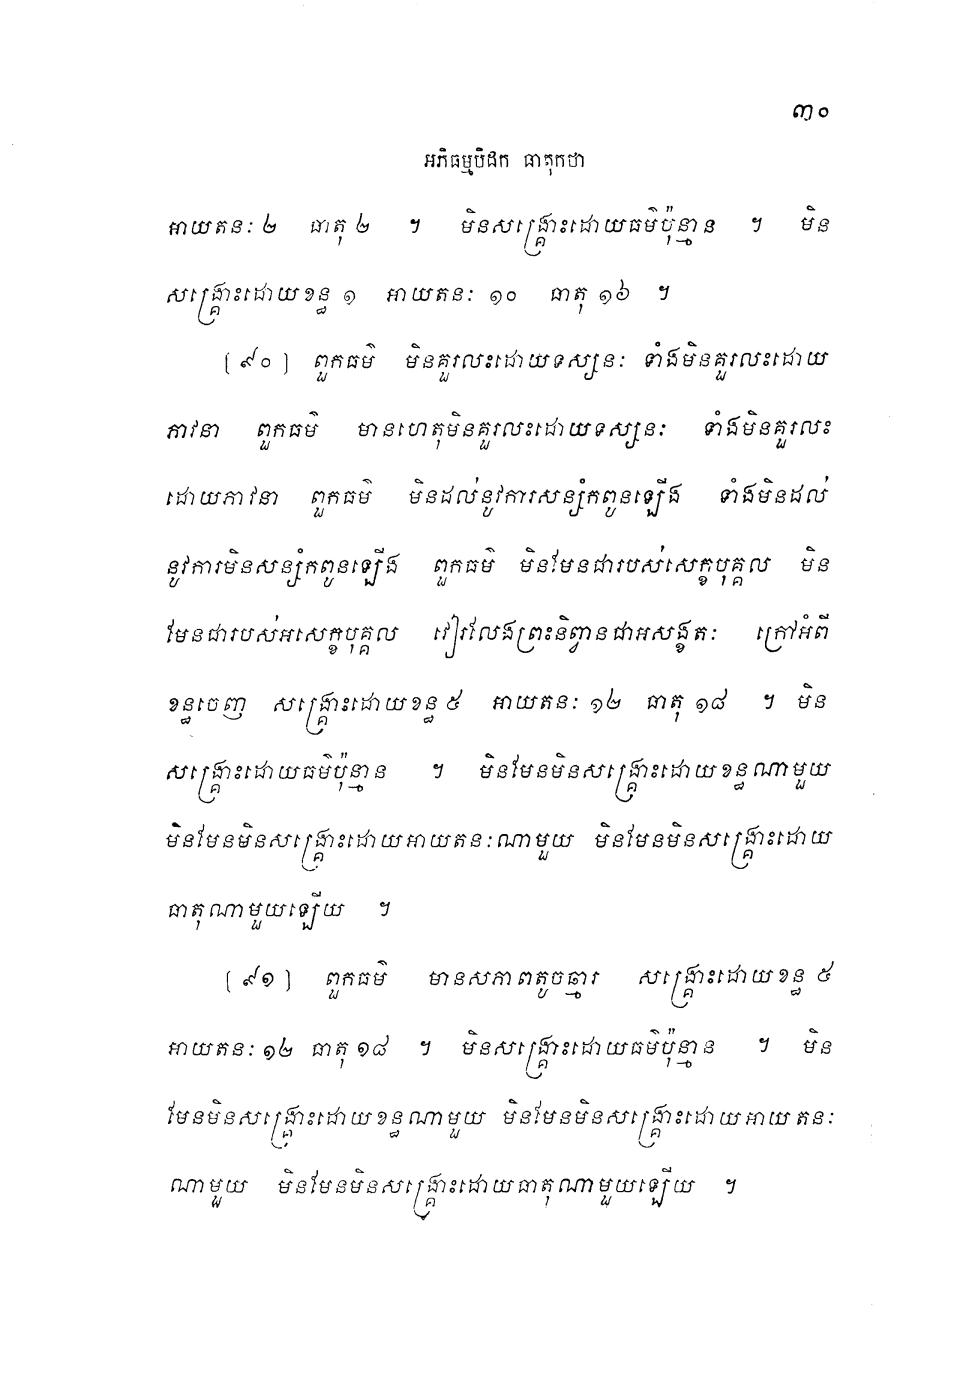 ៣០
អភិធម្មបិដក ធាតុកថា
អាយតនៈ ២ ធាតុ ២ ។ មិនសង្គ្រោះដោយធម៌ប៉ុន្មាន ។ មិន
សង្គ្រោះដោយខន្ធ ១ អាយតនៈ ១០ ធាតុ ១៦ ។
[ ៩០ ] ពួកធម៌ មិនគួរលះដោយទស្សនៈ ទាំងមិនគួរលះដោយ
ភាវនា ពួកធម៌ មានហេតុមិនគួរលះដោយទស្សនៈ ទាំងមិនគួរលះ
ដោយភាវនា ពួកធម៌ មិនដល់នូវការសន្សំកពូនឡើង ទាំងមិនដល់
នូវការមិនសន្សំកពូនឡើង ពួកធម៌ មិនមែនជារបស់សេក្ខបុគ្គល មិន
មែនជារបស់អសេក្ខបុគ្គល វៀរលែងព្រះនិព្វានជាអសង្ខតៈ ក្រៅអំពី
ខន្ធចេញ សង្គ្រោះដោយខន្ធ ៥ អាយតនៈ ១២ ធាតុ ១៨ ។ មិន
សង្គ្រោះដោយធម៌ប៉ុន្មាន ។ មិនមែនមិនសង្គ្រោះដោយខន្ធណាមួយ
មិនមែនមិនសង្គ្រោះដោយអាយតនៈណាមួយ មិនមែនមិនសង្គ្រោះដោយ
ធាតុណាមួយឡើយ ។
[ ៩១ ] ពួកធម៌ មានសភាពតូចឆ្មារ សង្គ្រោះដោយខន្ធ ៥
អាយតនៈ ១២ ធាតុ ១៨ ។ មិនសង្គ្រោះដោយធម៌ប៉ុន្មាន ។ មិន
មែនមិនសង្គ្រោះដោយខន្ធណាមួយ មិនមែនមិនសង្គ្រោះដោយអាយតនៈ
ណាមួយ មិនមែនមិនសង្គ្រោះដោយធាតុណាមួយឡើយ ។